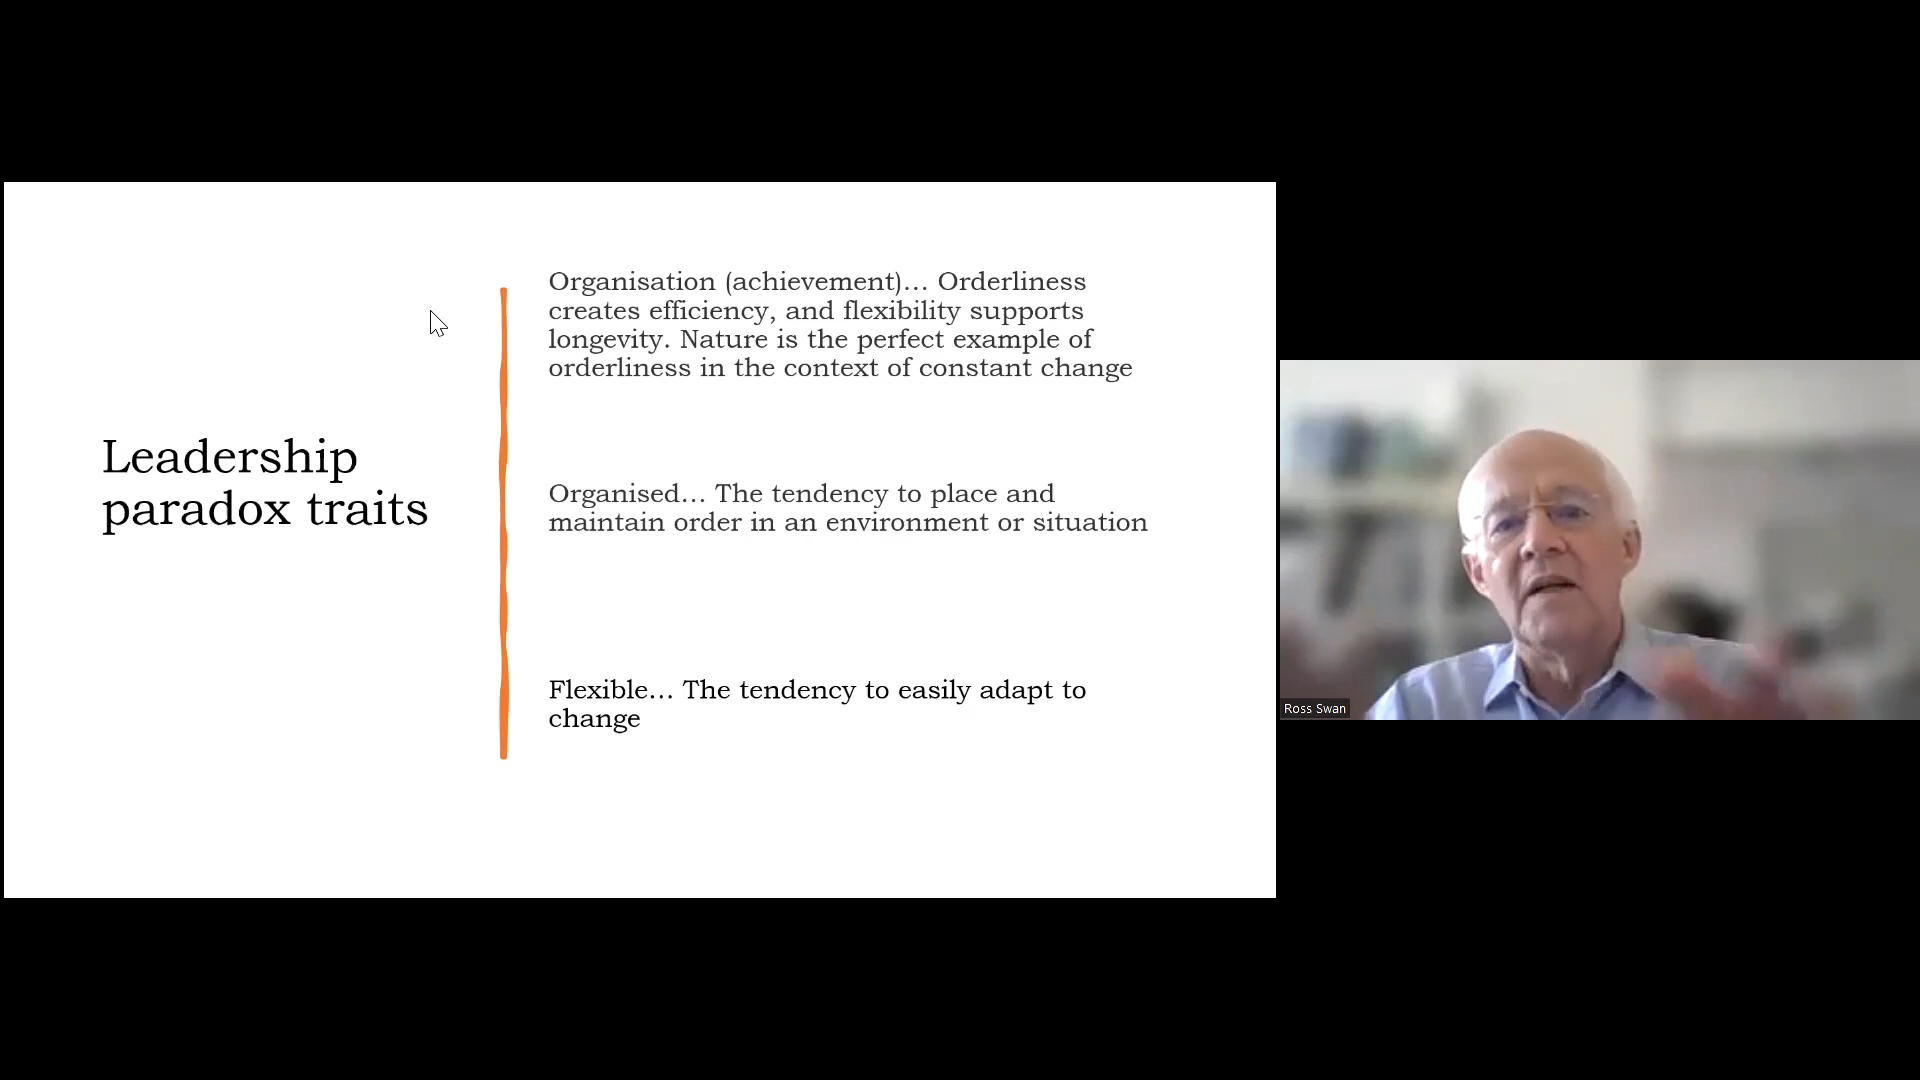 Leadership
paradox traits
Organisation (achievement)... Orderliness
creates efficiency, and flexibility supports
longevity. Nature is the perfect example of
orderliness in the context of constant change
Organised... The tendency to place and
maintain order in an environment or situation
Flexible... The tendency to easily adapt to
change
Ross Swan